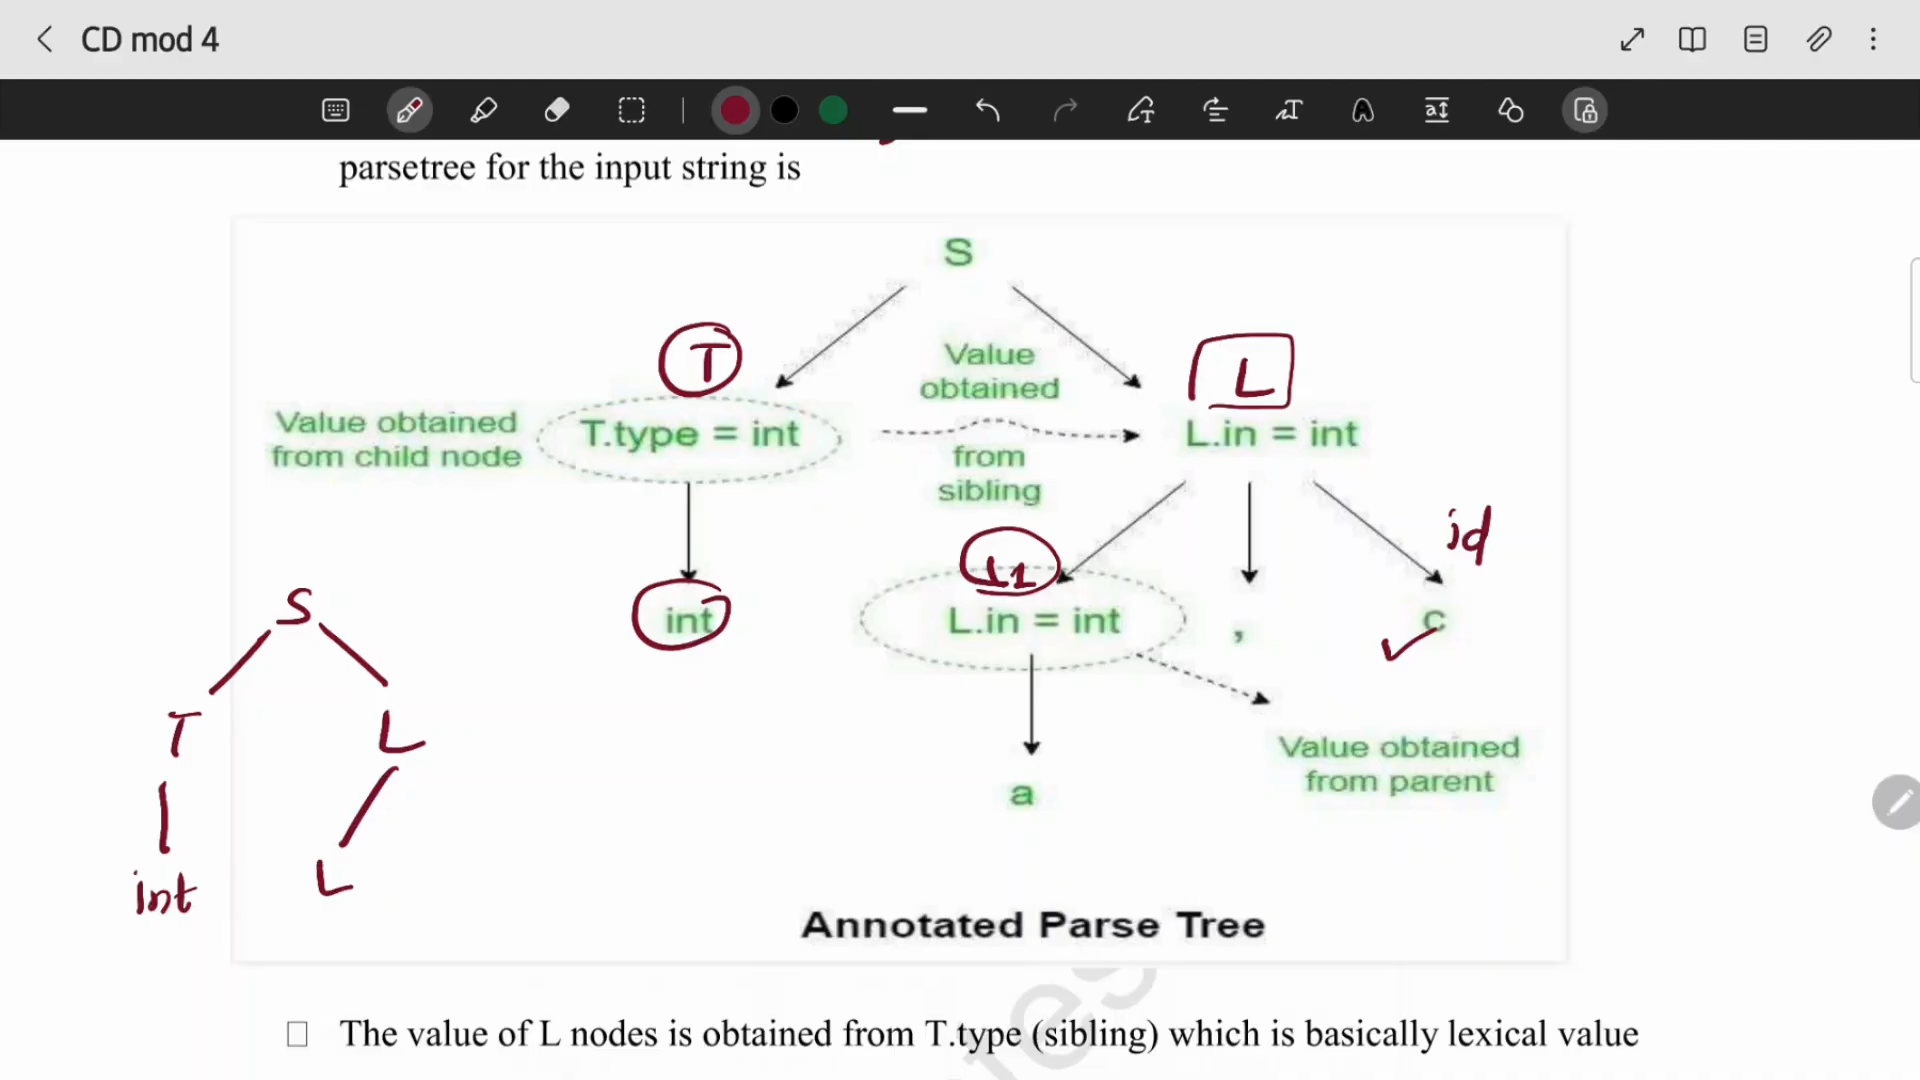 CD mod 4
parsetree for the input string is
S
T
L
Value obtained from sibling
Value obtained
from child node
T.type = int
L.in = int
id
L1
int
L.in = int
,
c
S
T
L
Value obtained
from parent
a
int
L
Annotated Parse Tree
The value of L nodes is obtained from T.type (sibling) which is basically lexical value